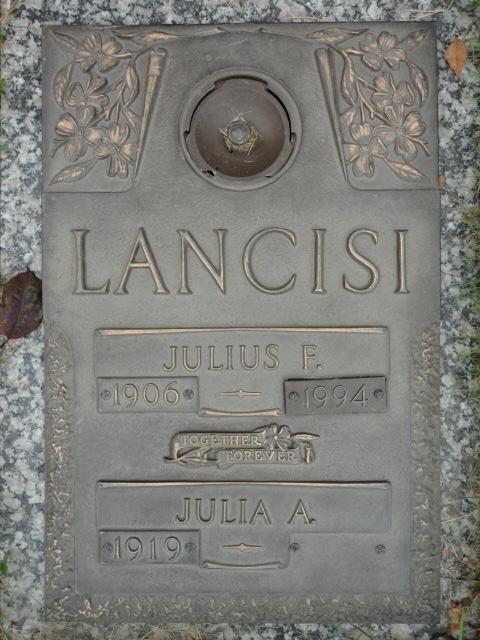 LANCISI
JULIUS F.
1906 1994
TOGETHER
FOREVER
JULIA A.
1919